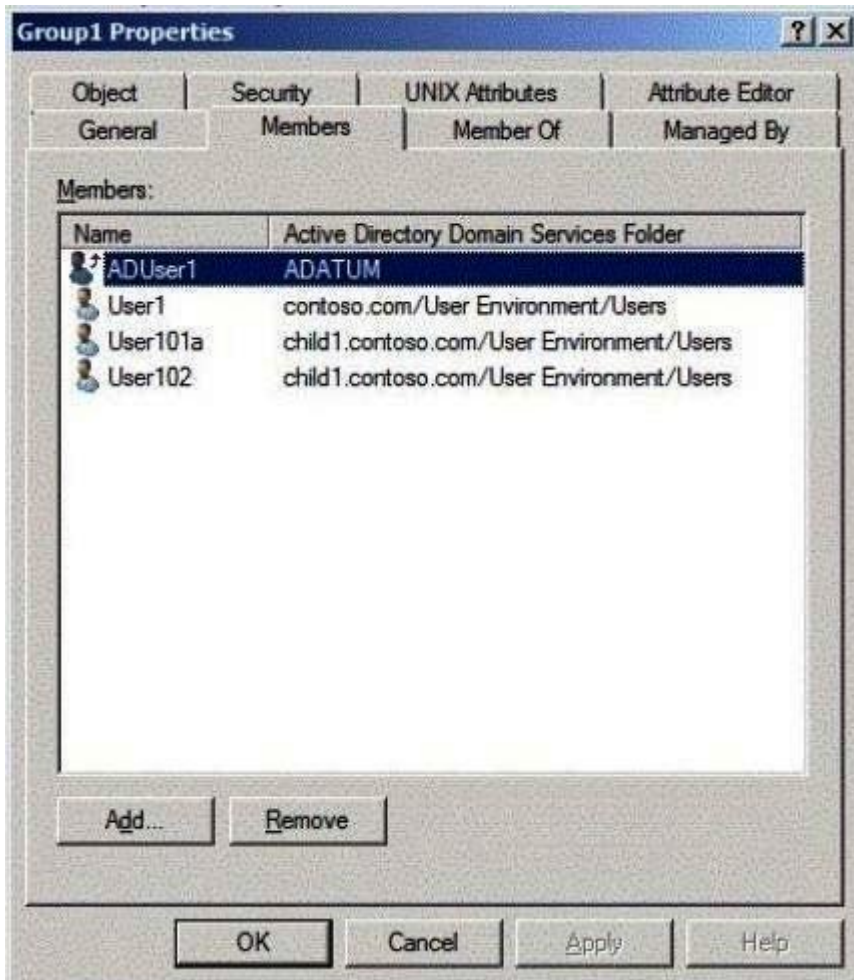 Group1 Properties
Object Security UNIX Attributes Attribute Editor
General Members Member Of Managed By
Members:
Name Active Directory Domain Services Folder
ADUser1 ADATUM
User1 contoso.com/User Environment/Users
User101a child1.contoso.com/User Environment/Users
User102 child1.contoso.com/User Environment/Users
Add... Remove
OK Cancel Apply Help